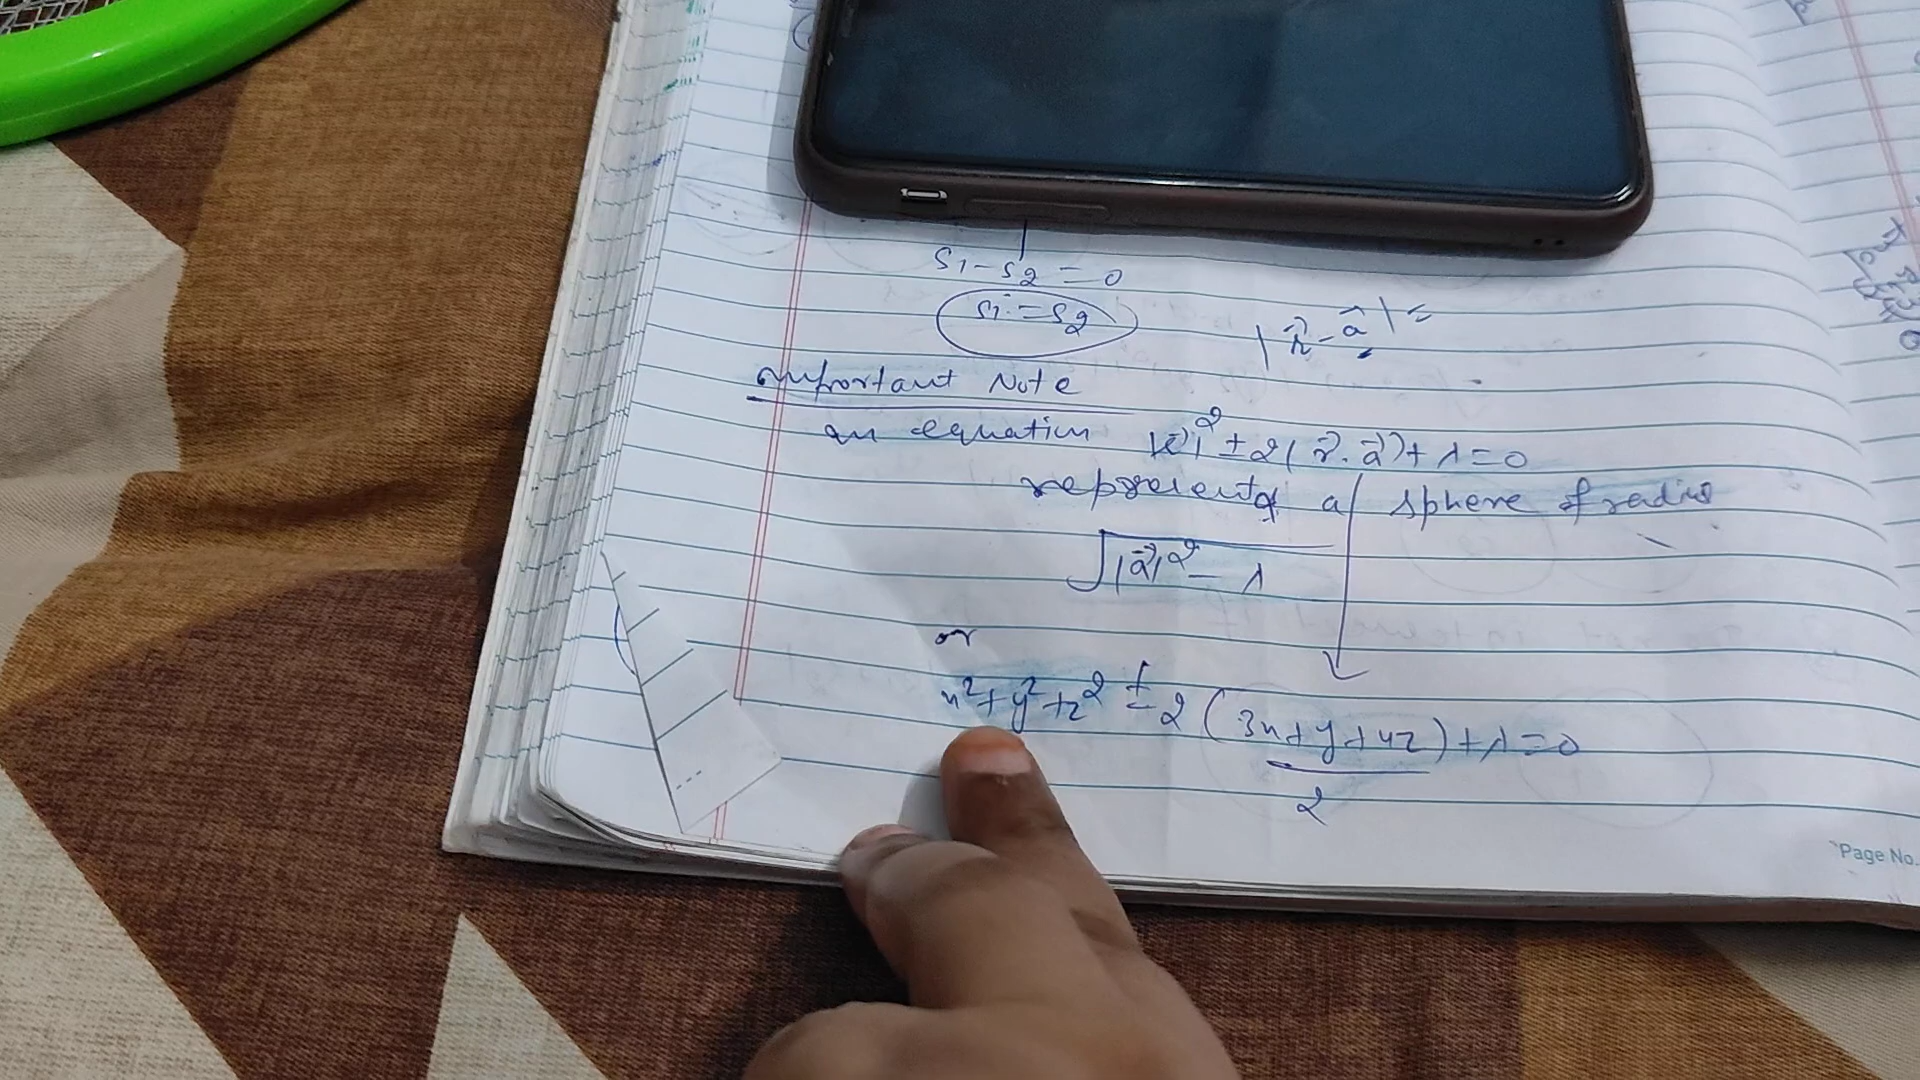 S1-S2=0
S1=S2
|r⃗-a⃗|=
important Note
an equation |r⃗|² ± 2(r⃗.a⃗)+λ=0
represents a sphere of radius
√|a⃗|²-λ
or
x²+y²+z² ± 2(3x+y+4z)+λ=0
2
Page No.